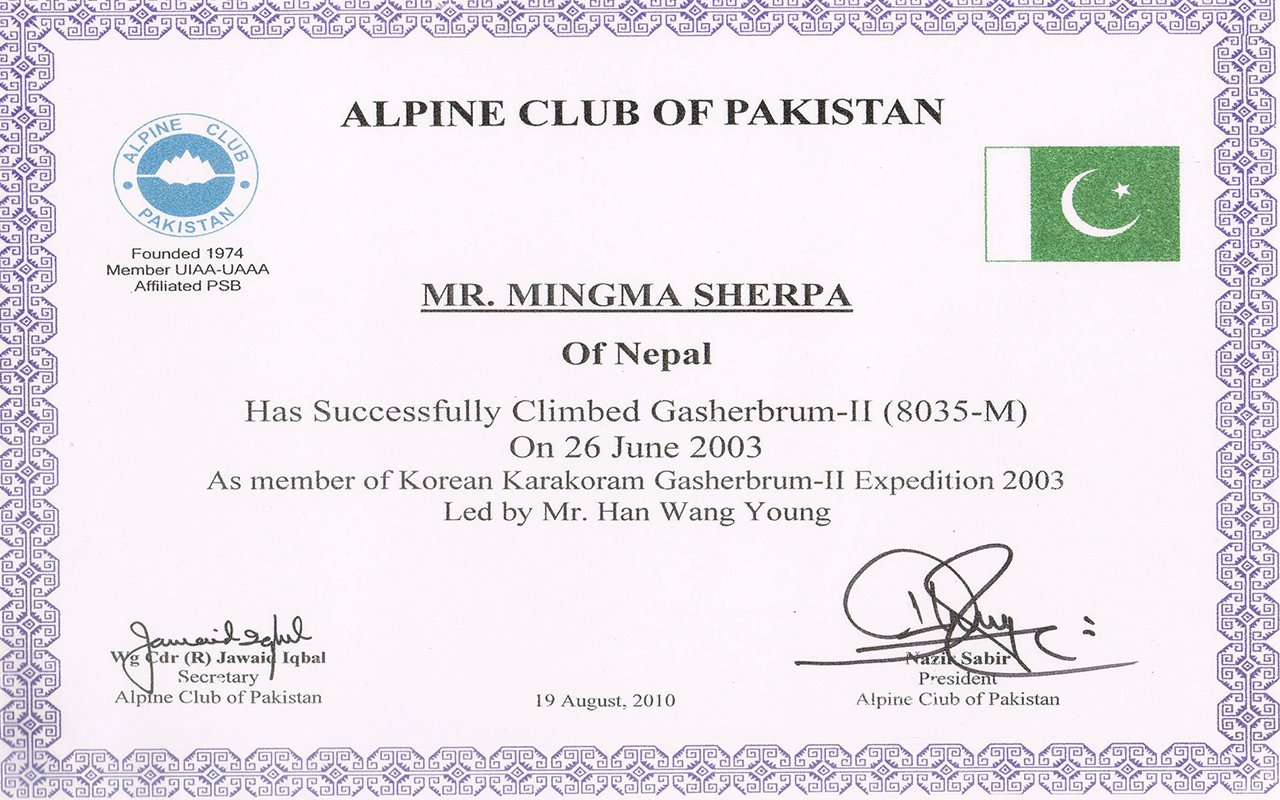 ALPINE CLUB OF PAKISTAN
ALPINE CLUB
PAKISTAN
Founded 1974
Member UIAA-UAAA
Affiliated PSB
MR. MINGMA SHERPA
Of Nepal
Has Successfully Climbed Gasherbrum-II (8035-M)
On 26 June 2003
As member of Korean Karakoram Gasherbrum-II Expedition 2003
Led by Mr. Han Wang Young
Jawaid Iqbal
Wg Cdr (R) Jawaid Iqbal
Secretary
Alpine Club of Pakistan
19 August, 2010
Nazir Sabir
President
Alpine Club of Pakistan